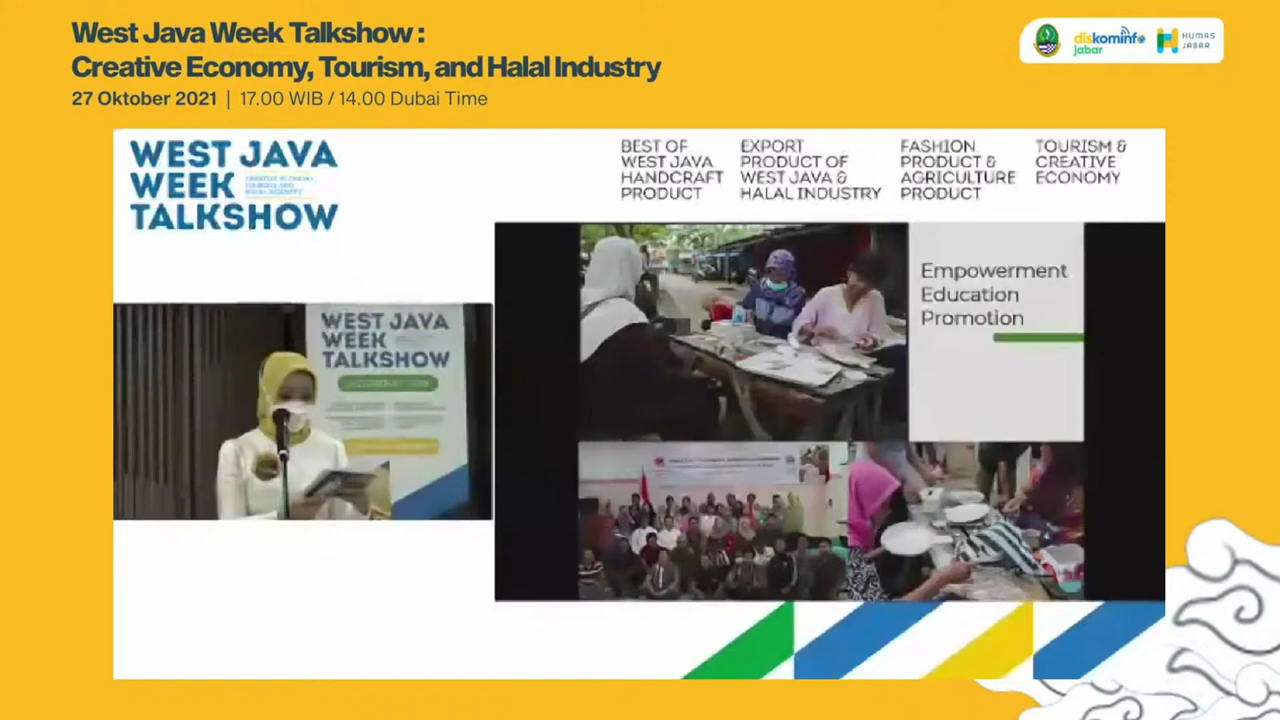 West Java Week Talkshow :
Creative Economy, Tourism, and Halal Industry
27 Oktober 2021 | 17.00 WIB / 14.00 Dubai Time
diskominfo
jabar
HUMAS
JABAR
WEST JAVA
WEEK
TALKSHOW
BEST OF
WEST JAVA
HANDCRAFT
PRODUCT
EXPORT
PRODUCT OF
WEST JAVA &
HALAL INDUSTRY
FASHION
PRODUCT &
AGRICULTURE
PRODUCT
TOURISM &
CREATIVE
ECONOMY
WEST JAVA
WEEK
TALKSHOW
Empowerment
Education
Promotion